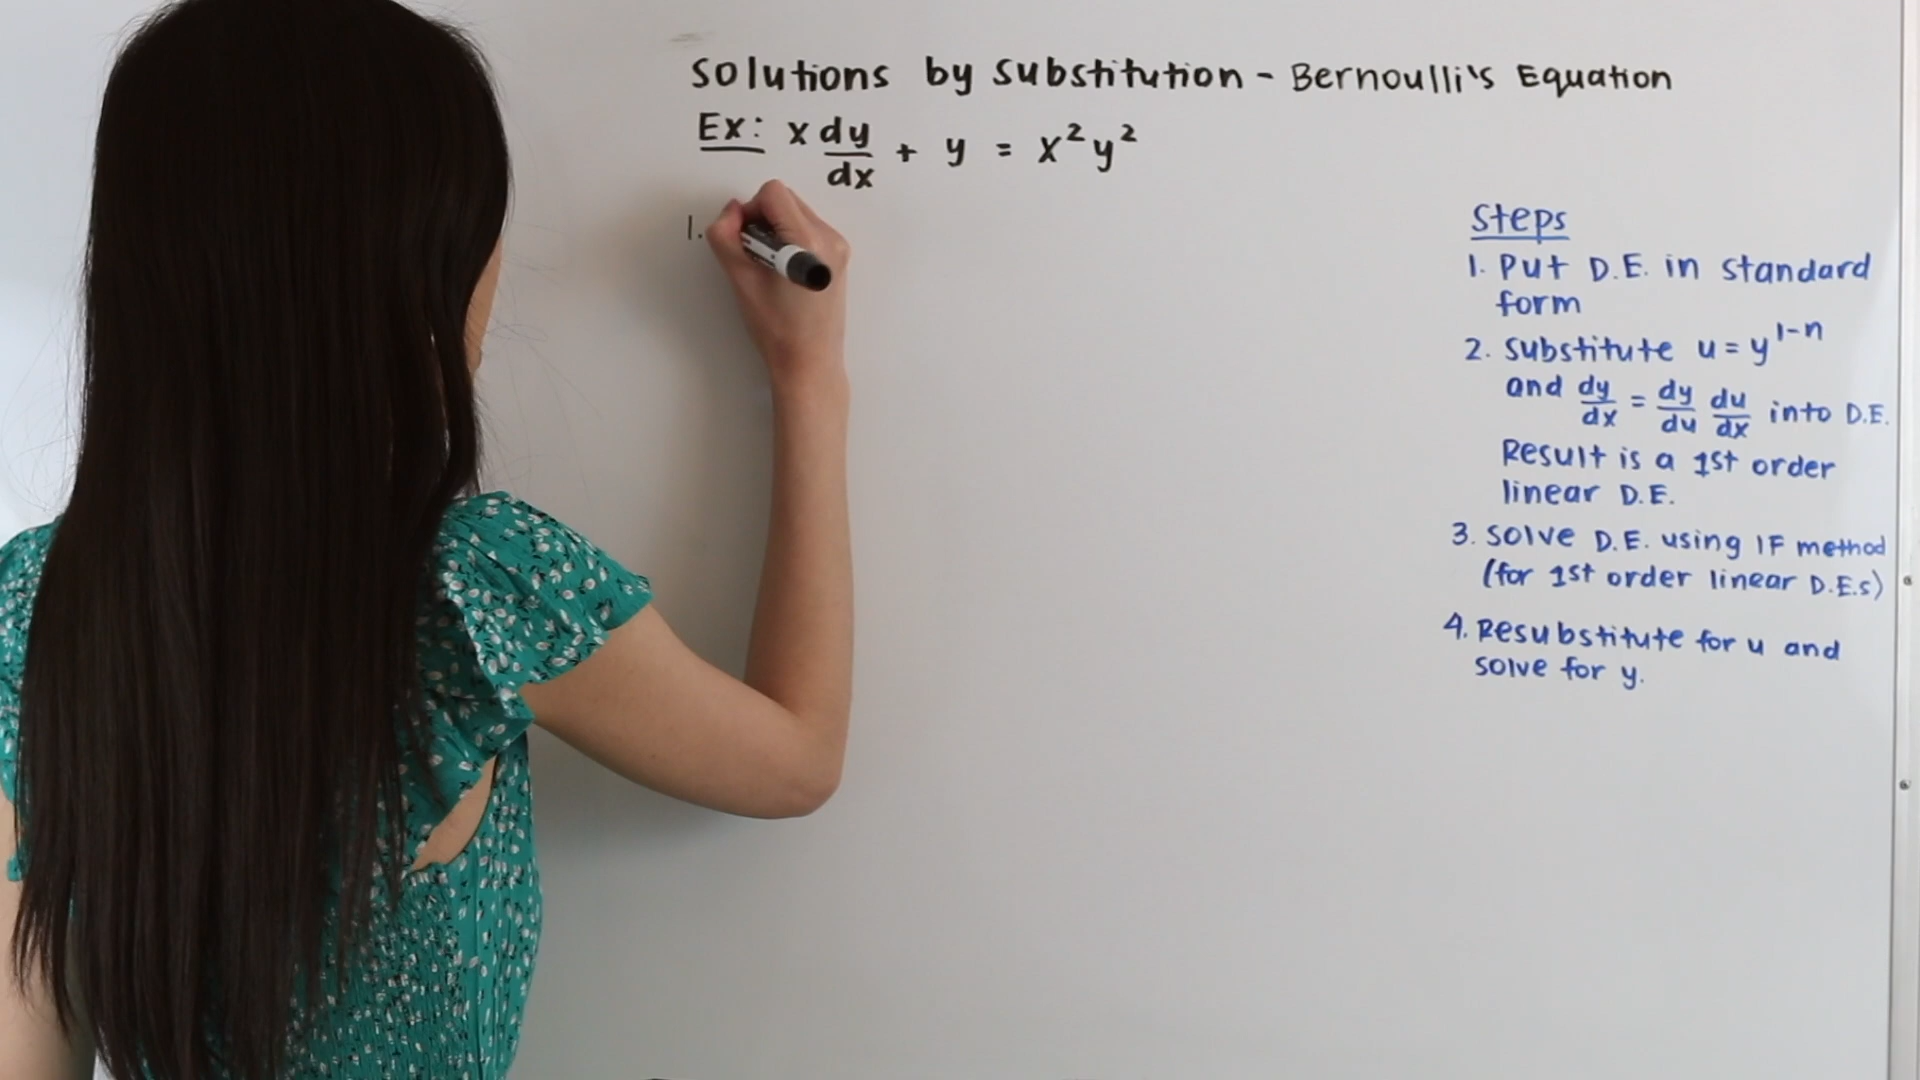 Solutions by Substitution - Bernoulli's Equation
Ex: x dy/dx + y = x²y²
1.
Steps
1. Put D.E. in standard
form
2. Substitute u = y^(1-n)
and dy/dx = dy/du du/dx into D.E.
Result is a 1st order
linear D.E.
3. Solve D.E. using IF method
(for 1st order linear D.E.s)
4. Resubstitute for u and
solve for y.